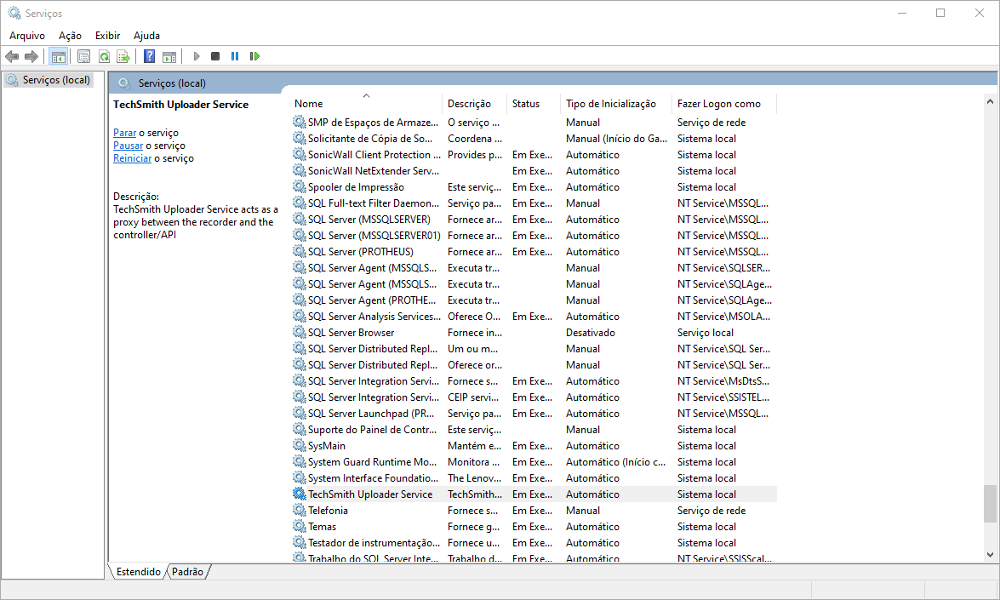 Serviços
Arquivo Ação Exibir Ajuda
Serviços (local)
Serviços (local)
TechSmith Uploader Service
Parar o serviço
Pausar o serviço
Reiniciar o serviço
Descrição:
TechSmith Uploader Service acts as a
proxy between the recorder and the
controller/API
Nome Descrição Status Tipo de Inicialização Fazer Logon como
SMP de Espaços de Armaze... O serviço ... Manual Serviço de rede
Solicitante de Cópia de So... Coordena ... Manual (Início do Ga... Sistema local
SonicWall Client Protection ... Provides p... Em Exe... Automático Sistema local
SonicWall NetExtender Serv... Em Exe... Automático Sistema local
Spooler de Impressão Este serviç... Em Exe... Automático Sistema local
SQL Full-text Filter Daemon... Serviço pa... Em Exe... Manual NT Service\MSSQL...
SQL Server (MSSQLSERVER) Fornece ar... Em Exe... Automático NT Service\MSSQL...
SQL Server (MSSQLSERVER01) Fornece ar... Em Exe... Automático NT Service\MSSQL...
SQL Server (PROTHEUS) Fornece ar... Em Exe... Automático NT Service\MSSQL...
SQL Server Agent (MSSQLS... Executa tr... Manual NT Service\SQLSER...
SQL Server Agent (MSSQLS... Executa tr... Manual NT Service\SQLAge...
SQL Server Agent (PROTHE... Executa tr... Manual NT Service\SQLAge...
SQL Server Analysis Services... Oferece O... Em Exe... Automático NT Service\MSOLA...
SQL Server Browser Fornece in... Desativado Serviço local
SQL Server Distributed Repl... Um ou m... Manual NT Service\SQL Ser...
SQL Server Distributed Repl... Oferece or... Manual NT Service\SQL Ser...
SQL Server Integration Servi... Fornece s... Em Exe... Automático NT Service\MsDtsS...
SQL Server Integration Servi... CEIP servi... Em Exe... Automático NT Service\SSISTEL...
SQL Server Launchpad (PR... Serviço pa... Em Exe... Automático NT Service\MSSQL...
Suporte do Painel de Contr... Este serviç... Manual Sistema local
SysMain Mantém e... Em Exe... Automático Sistema local
System Guard Runtime Mo... Monitora ... Em Exe... Automático (Início c... Sistema local
System Interface Foundatio... The Lenov... Em Exe... Automático Sistema local
TechSmith Uploader Service TechSmith... Em Exe... Automático Sistema local
Telefonia Fornece s... Em Exe... Manual Serviço de rede
Temas Fornece g... Em Exe... Automático Sistema local
Testador de instrumentação... Fornece u... Em Exe... Automático Sistema local
Trabalho do SQL Server Inte... Trabalho d... Em Exe... Automático NT Service\SSISScal...
Estendido Padrão